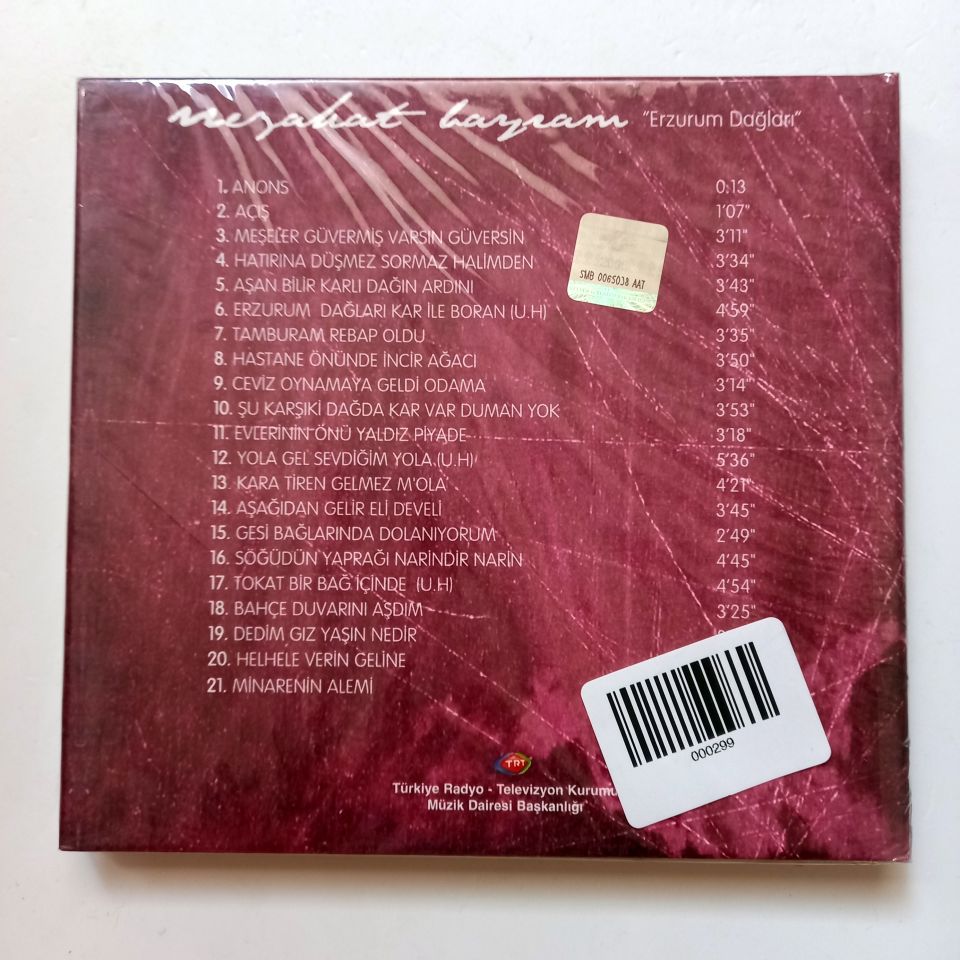 Nezahat Bayram "Erzurum Dağları"
1. ANONS 0:13
2. AÇIŞ 1'07"
3. MEŞELER GÜVERMİŞ VARSIN GÜVERSİN 3'11"
4. HATIRINA DÜŞMEZ SORMAZ HALİMDEN 3'34"
5. AŞAN BİLİR KARLI DAĞIN ARDINI 3'43"
6. ERZURUM DAĞLARI KAR İLE BORAN (U.H) 4'59"
7. TAMBURAM REBAP OLDU 3'35"
8. HASTANE ÖNÜNDE İNCİR AĞACI 3'50"
9. CEVİZ OYNAMAYA GELDİ ODAMA 3'14"
10. ŞU KARŞIKİ DAĞDA KAR VAR DUMAN YOK 3'53"
11. EVLERİNİN ÖNÜ YALDIZ PİYADE 3'18"
12. YOLA GEL SEVDİĞİM YOLA (U.H) 5'36"
13. KARA TİREN GELMEZ M'OLA 4'21"
14. AŞAĞIDAN GELİR ELİ DEVELİ 3'45"
15. GESİ BAĞLARINDA DOLANIYORUM 2'49"
16. SÖĞÜDÜN YAPRAĞI NARİNDİR NARİN 4'45"
17. TOKAT BİR BAĞ İÇİNDE (U.H) 4'54"
18. BAHÇE DUVARINI AŞDIM 3'25"
19. DEDİM GIZ YAŞIN NEDİR
20. HELHELE VERİN GELİNE
21. MİNARENİN ALEMİ
SMB 0065038 AAT
000299
TRT
Türkiye Radyo - Televizyon Kurumu
Müzik Dairesi Başkanlığı